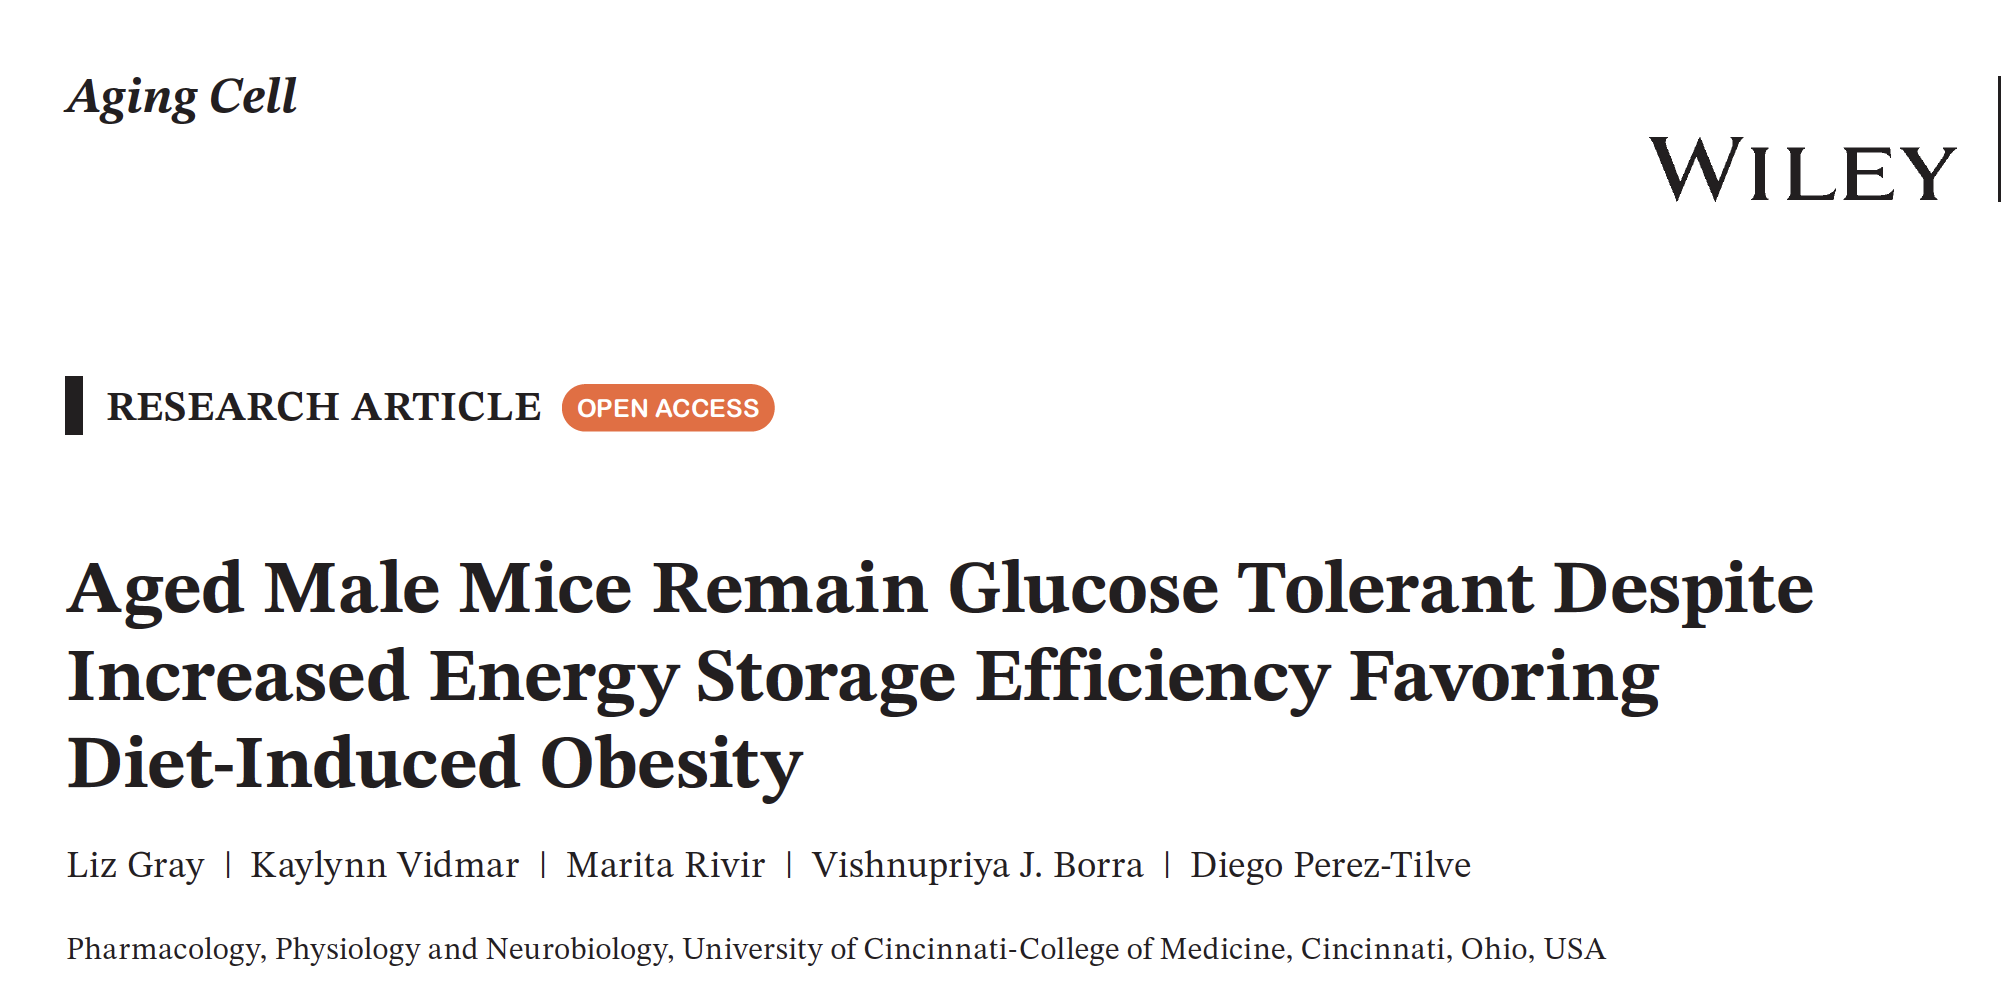 Aging Cell
WILEY
RESEARCH ARTICLE OPEN ACCESS
Aged Male Mice Remain Glucose Tolerant Despite
Increased Energy Storage Efficiency Favoring
Diet-Induced Obesity
Liz Gray | Kaylynn Vidmar | Marita Rivir | Vishnupriya J. Borra | Diego Perez-Tilve
Pharmacology, Physiology and Neurobiology, University of Cincinnati-College of Medicine, Cincinnati, Ohio, USA